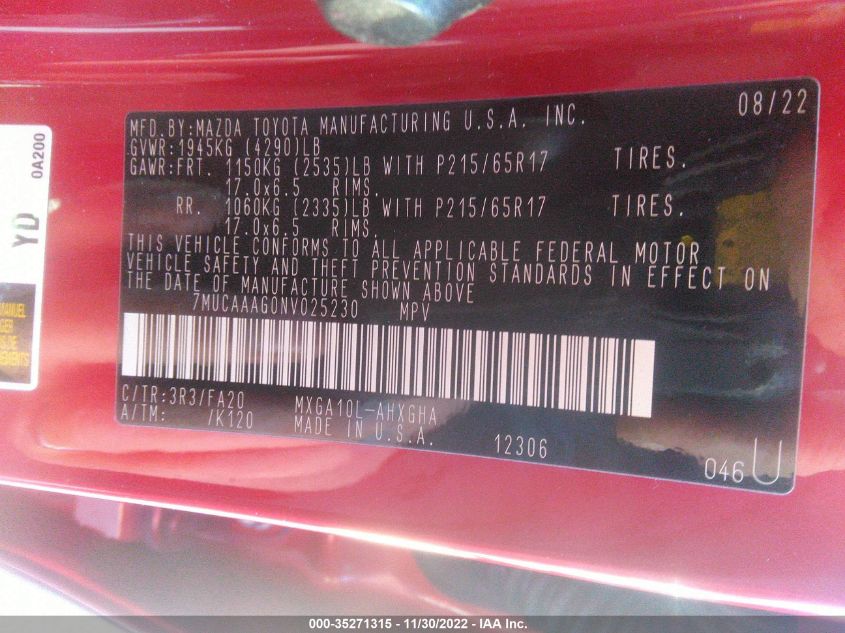 MFD.BY:MAZDA TOYOTA MANUFACTURING U.S.A. INC. 08/22
GVWR:1945KG (4290)LB
GAWR:FRT. 1150KG (2535)LB WITH P215/65R17 TIRES.
17.0x6.5 RIMS.
RR. 1060KG (2335)LB WITH P215/65R17 TIRES.
17.0x6.5 RIMS.
THIS VEHICLE CONFORMS TO ALL APPLICABLE FEDERAL MOTOR
VEHICLE SAFETY AND THEFT PREVENTION STANDARDS IN EFFECT ON
THE DATE OF MANUFACTURE SHOWN ABOVE
7MUCAAAG0NV025230 MPV
C/TR:3R3/FA20 MXGA10L-AHXGHA
A/TM: /K120 MADE IN U.S.A.
12306
046U
0A200
YD
MANUEL
EMENTS
000-35271315 - 11/30/2022 - IAA Inc.